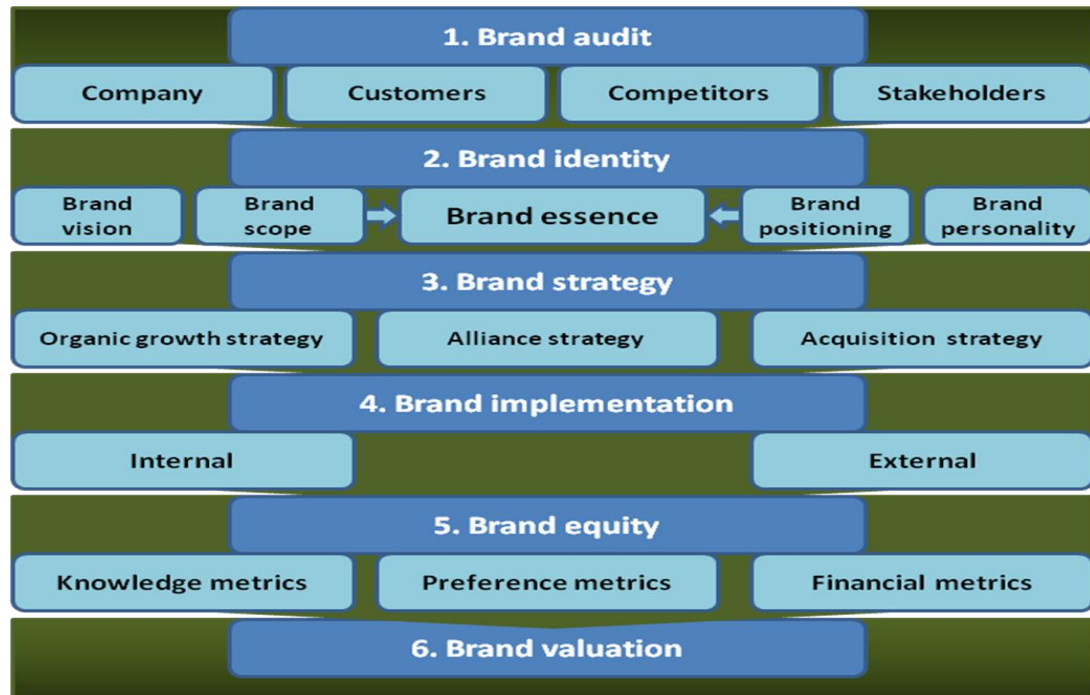 1. Brand audit
Company
Customers
Competitors
Stakeholders
2. Brand identity
Brand
vision
Brand
scope
Brand essence
Brand
positioning
Brand
personality
3. Brand strategy
Organic growth strategy
Alliance strategy
Acquisition strategy
4. Brand implementation
Internal
External
5. Brand equity
Knowledge metrics
Preference metrics
Financial metrics
6. Brand valuation